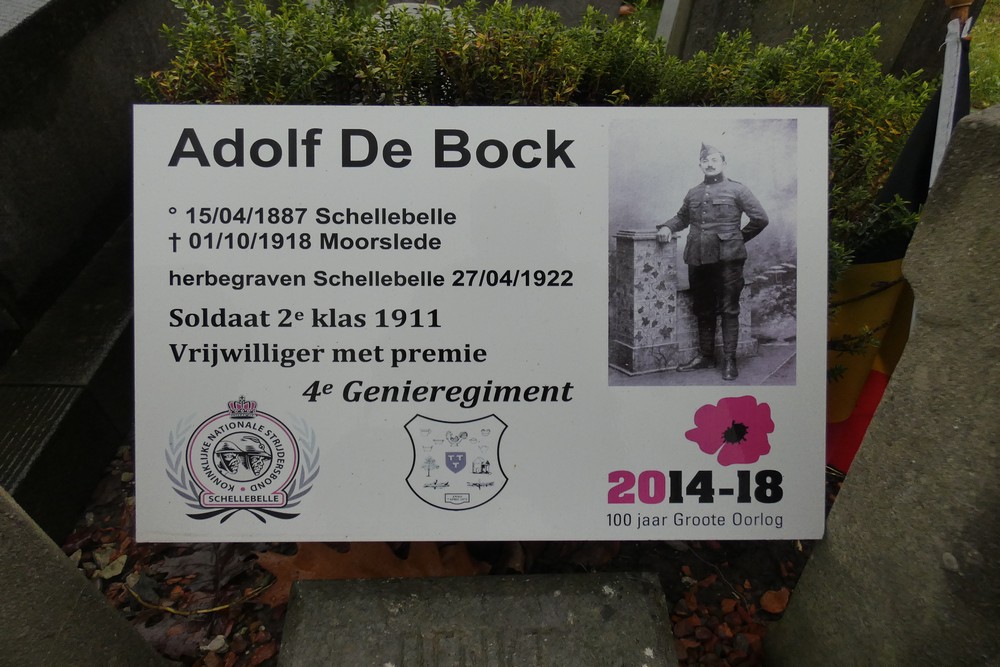 Adolf De Bock
° 15/04/1887 Schellebelle
† 01/10/1918 Moorslede
herbegraven Schellebelle 27/04/1922
Soldaat 2e klas 1911
Vrijwilliger met premie
4e Genieregiment
KONINKLIJKE NATIONALE STRIJDERSBOND
SCHELLEBELLE
2014-18
100 jaar Groote Oorlog